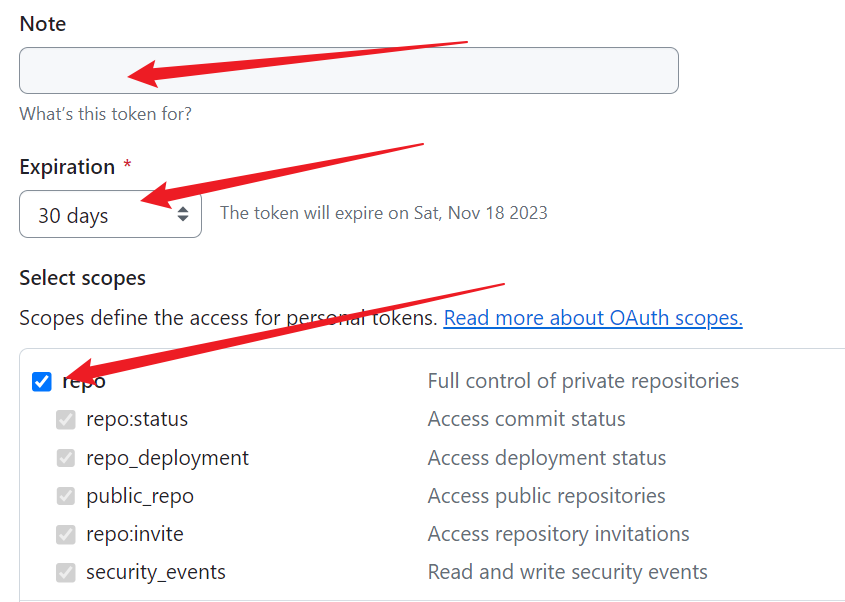 Note
What's this token for?
Expiration *
30 days The token will expire on Sat, Nov 18 2023
Select scopes
Scopes define the access for personal tokens. Read more about OAuth scopes.
repo Full control of private repositories
repo:status Access commit status
repo_deployment Access deployment status
public_repo Access public repositories
repo:invite Access repository invitations
security_events Read and write security events